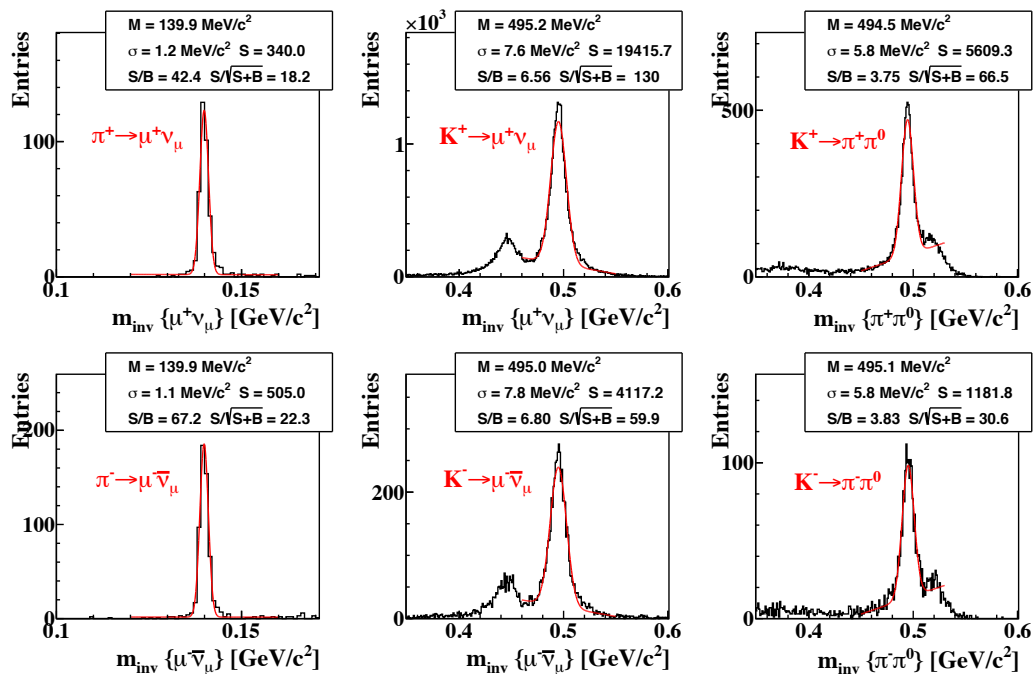 M = 139.9 MeV/c²
σ = 1.2 MeV/c² S = 340.0
S/B = 42.4 S/√S+B = 18.2
Entries
π⁺→μ⁺ν_μ
100
0
0.1 0.15
m_inv {μ⁺ν_μ} [GeV/c²]
×10³
M = 495.2 MeV/c²
σ = 7.6 MeV/c² S = 19415.7
S/B = 6.56 S/√S+B = 130
Entries
K⁺→μ⁺ν_μ
1
0
0.4 0.5 0.6
m_inv {μ⁺ν_μ} [GeV/c²]
M = 494.5 MeV/c²
σ = 5.8 MeV/c² S = 5609.3
S/B = 3.75 S/√S+B = 66.5
Entries
K⁺→π⁺π⁰
500
0
0.4 0.5 0.6
m_inv {π⁺π⁰} [GeV/c²]
M = 139.9 MeV/c²
σ = 1.1 MeV/c² S = 505.0
S/B = 67.2 S/√S+B = 22.3
Entries
π⁻→μ⁻ν̅_μ
200
100
0
0.1 0.15
m_inv {μ⁻ν̅_μ} [GeV/c²]
M = 495.0 MeV/c²
σ = 7.8 MeV/c² S = 4117.2
S/B = 6.80 S/√S+B = 59.9
Entries
K⁻→μ⁻ν̅_μ
200
0
0.4 0.5 0.6
m_inv {μ⁻ν̅_μ} [GeV/c²]
M = 495.1 MeV/c²
σ = 5.8 MeV/c² S = 1181.8
S/B = 3.83 S/√S+B = 30.6
Entries
K⁻→π⁻π⁰
100
0
0.4 0.5 0.6
m_inv {π⁻π⁰} [GeV/c²]